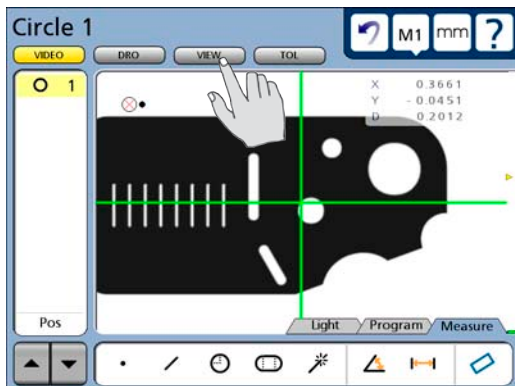 Circle 1
M1 mm ?
VIDEO DRO VIEW TOL
1
X 0.3661
Y - 0.0451
D 0.2012
Pos
Light Program Measure